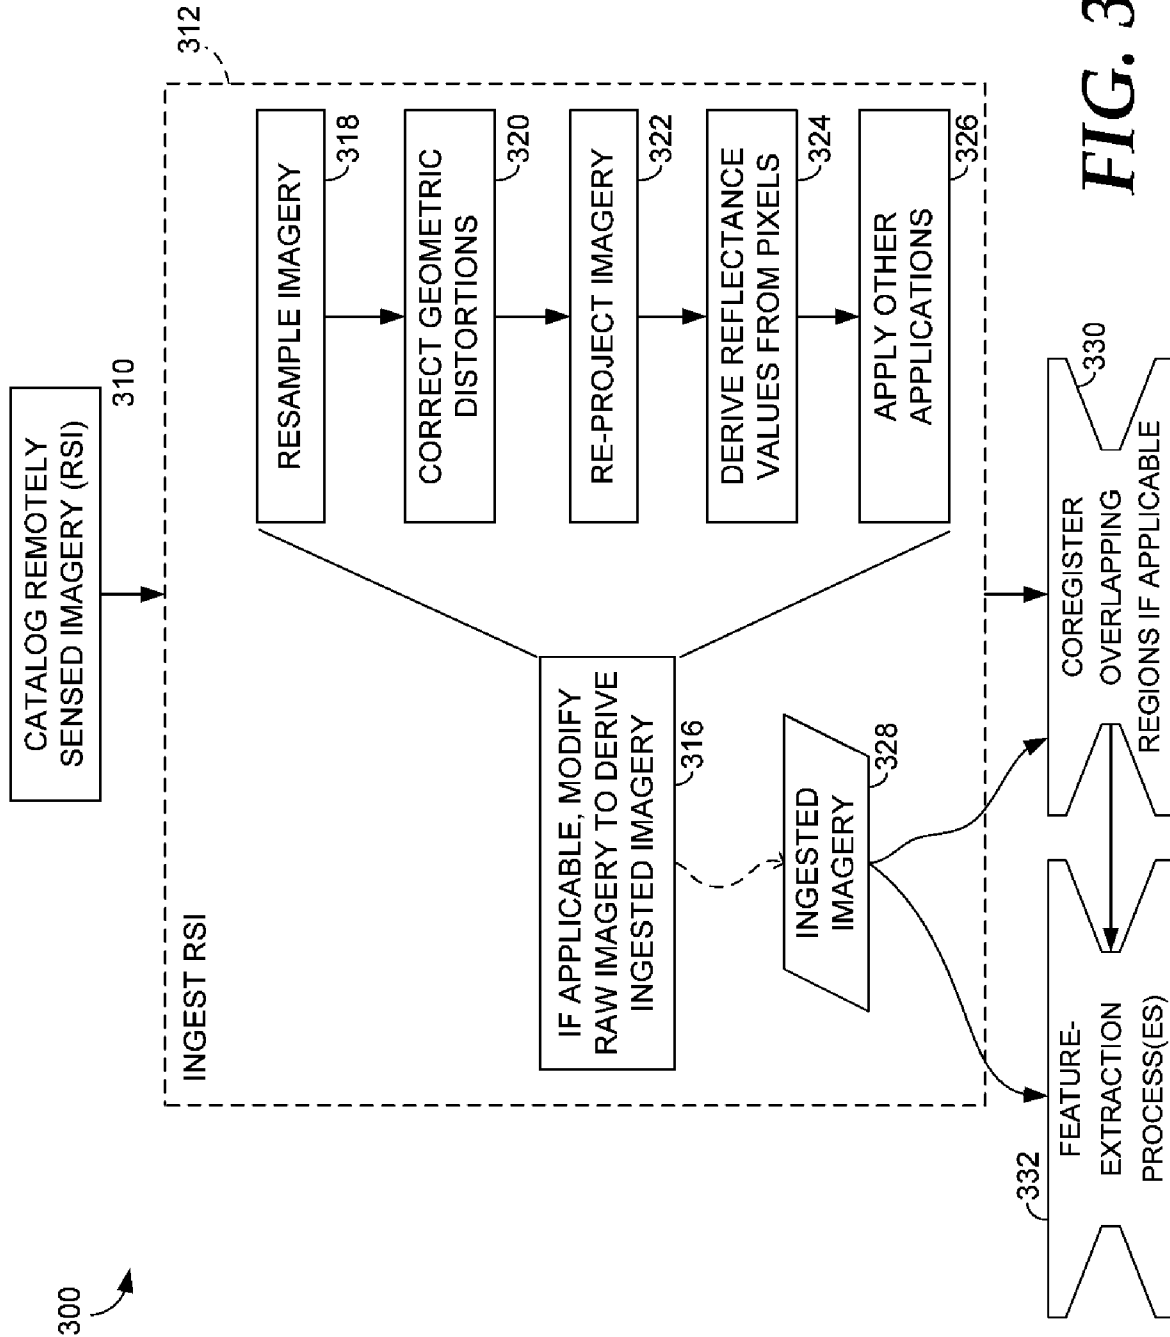 300
CATALOG REMOTELY
SENSED IMAGERY (RSI)
310
312
INGEST RSI
IF APPLICABLE, MODIFY
RAW IMAGERY TO DERIVE
INGESTED IMAGERY
316
RESAMPLE IMAGERY
318
CORRECT GEOMETRIC
DISTORTIONS
320
RE-PROJECT IMAGERY
322
DERIVE REFLECTANCE
VALUES FROM PIXELS
324
APPLY OTHER
APPLICATIONS
326
INGESTED
IMAGERY
328
332
FEATURE-
EXTRACTION
PROCESS(ES)
COREGISTER
OVERLAPPING
REGIONS IF APPLICABLE
330
FIG. 3